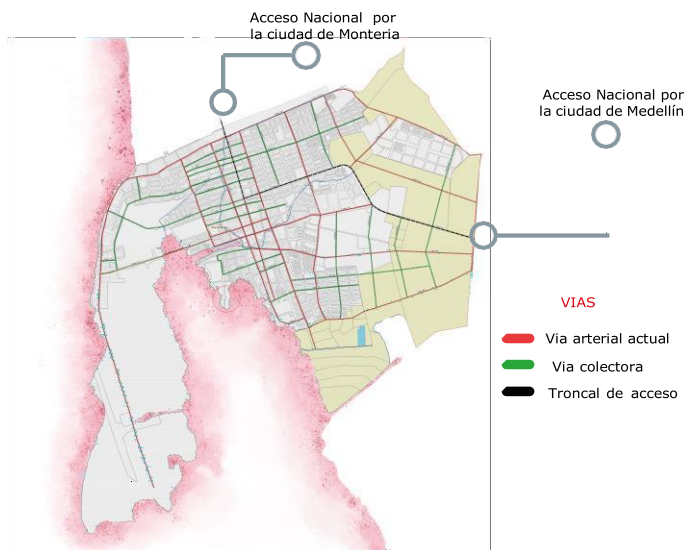 Acceso Nacional por
la ciudad de Monteria
Acceso Nacional por
la ciudad de Medellín
VIAS
Via arterial actual
Via colectora
Troncal de acceso